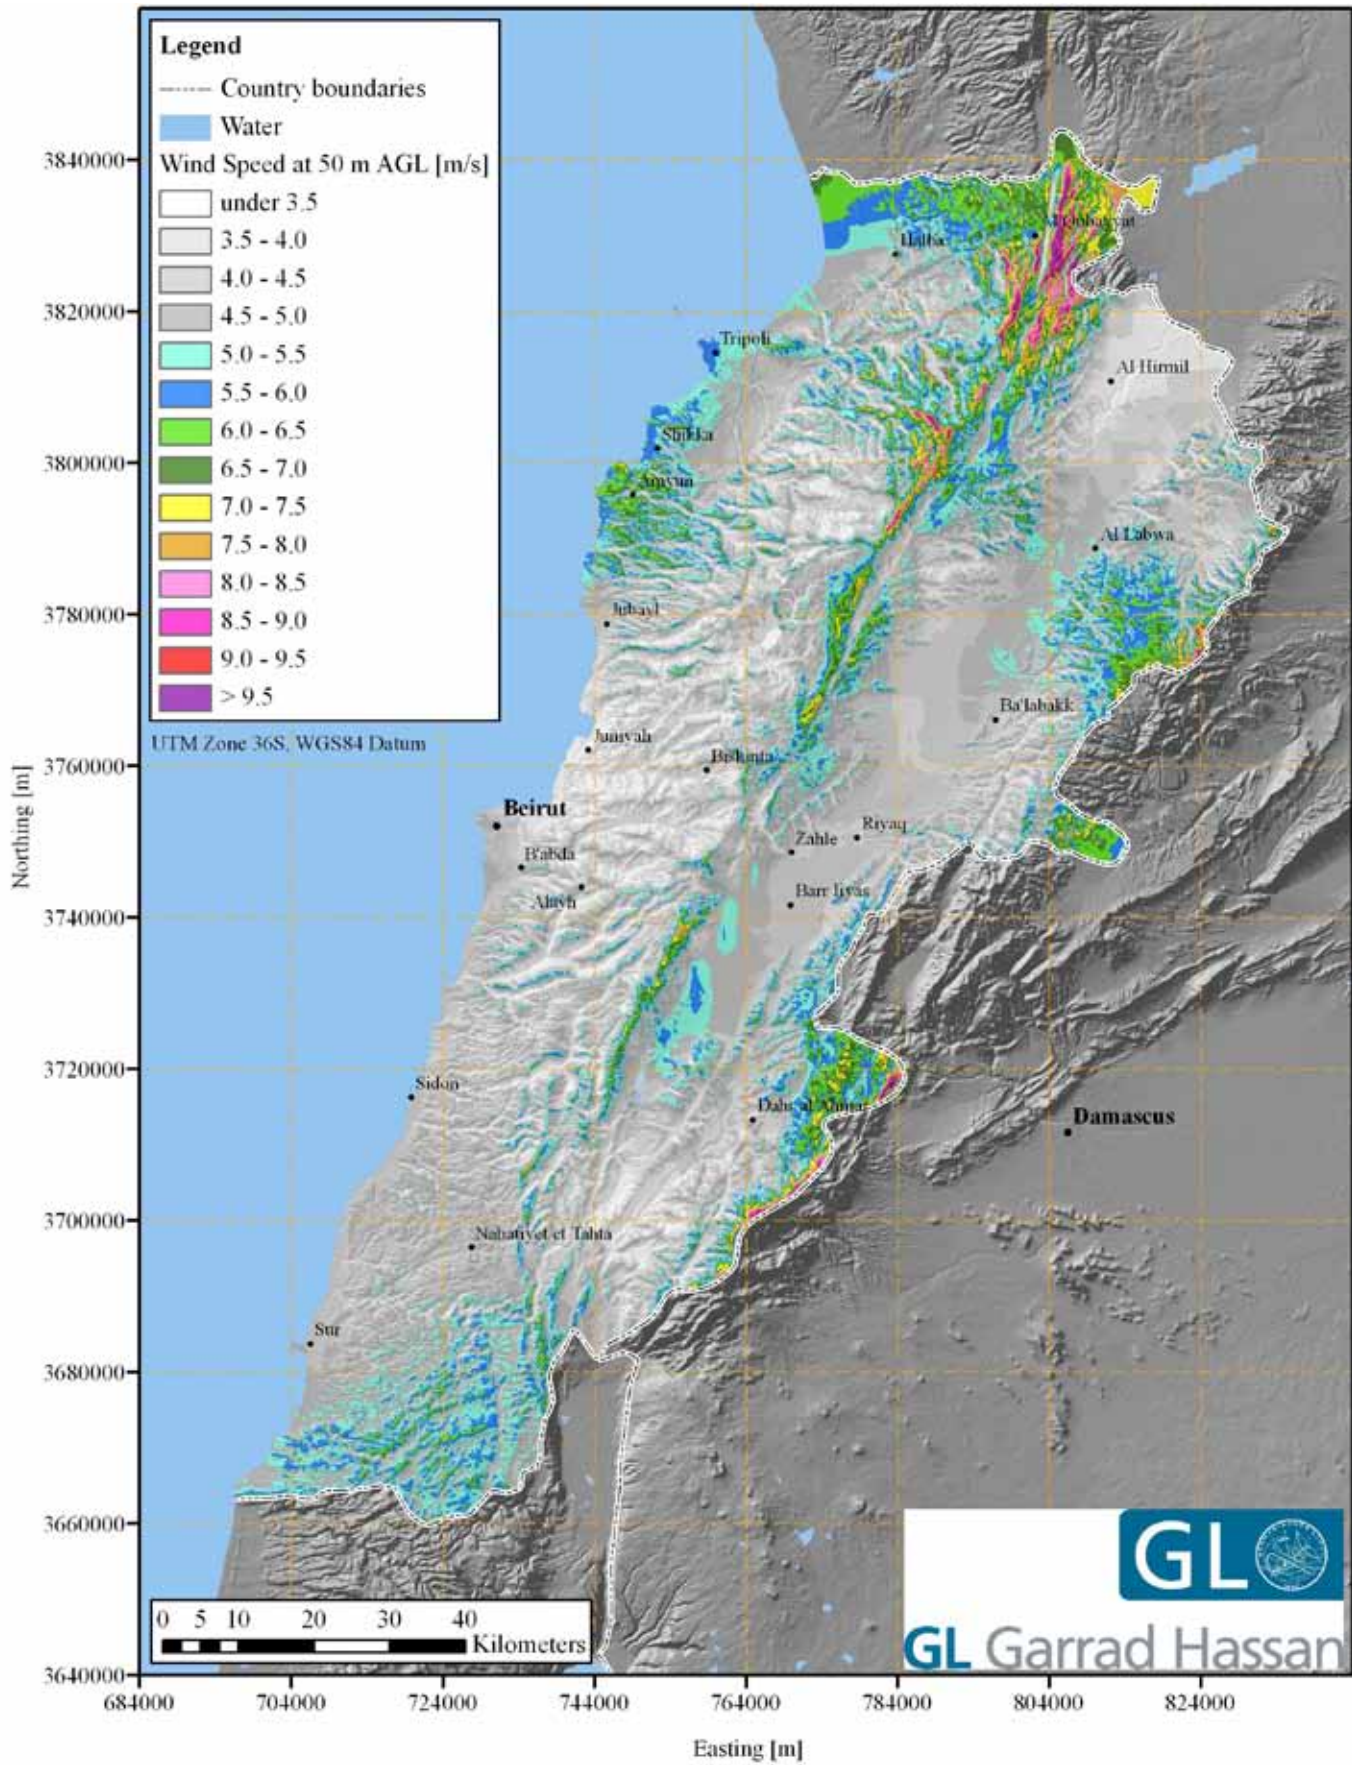 Legend
Country boundaries
Water
Wind Speed at 50 m AGL [m/s]
under 3.5
3.5 - 4.0
4.0 - 4.5
4.5 - 5.0
5.0 - 5.5
5.5 - 6.0
6.0 - 6.5
6.5 - 7.0
7.0 - 7.5
7.5 - 8.0
8.0 - 8.5
8.5 - 9.0
9.0 - 9.5
> 9.5
UTM Zone 36S, WGS84 Datum
Northing [m]
3840000
3820000
3800000
3780000
3760000
3740000
3720000
3700000
3680000
3660000
3640000
Halba
Tripoli
Al Hirmil
Shikka
Amyun
Al Labwa
Jubayl
Ba'labakk
Juniyah
Biskinta
Beirut
Zahle
Riyaq
B'abda
Barr Iiyas
Alayh
Sidon
Damascus
Nabatiyet et Tahta
Sur
0 5 10 20 30 40
Kilometers
GL
GL Garrad Hassan
684000 704000 724000 744000 764000 784000 804000 824000
Easting [m]